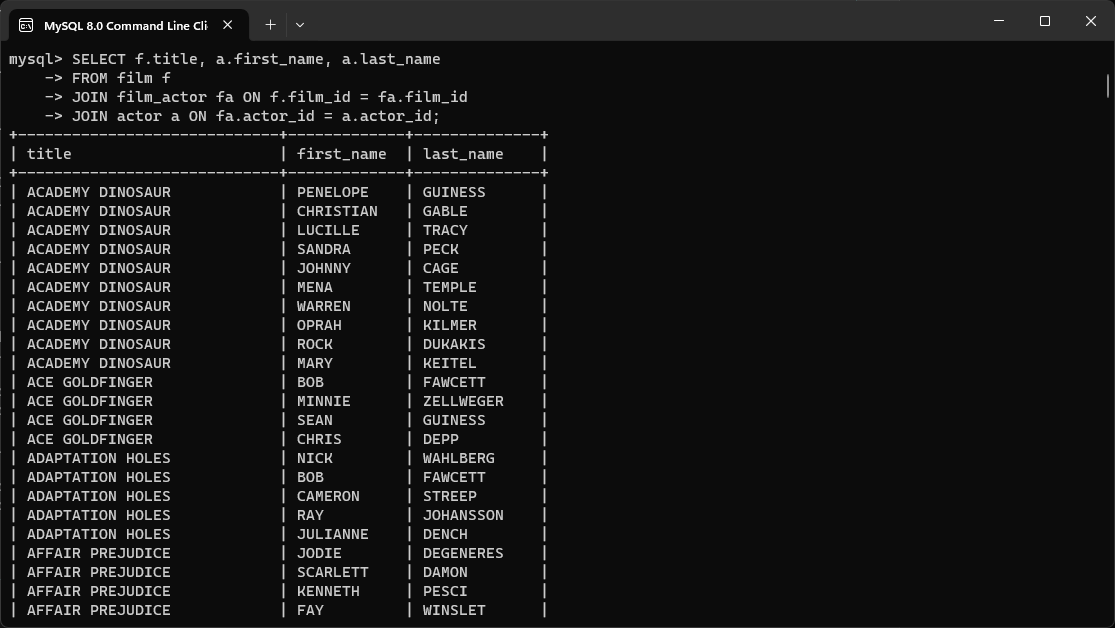 MySQL 8.0 Command Line Cli
mysql> SELECT f.title, a.first_name, a.last_name
    -> FROM film f
    -> JOIN film_actor fa ON f.film_id = fa.film_id
    -> JOIN actor a ON fa.actor_id = a.actor_id;
+-----------------------------+-------------+--------------+
| title                       | first_name  | last_name    |
+-----------------------------+-------------+--------------+
| ACADEMY DINOSAUR            | PENELOPE    | GUINESS      |
| ACADEMY DINOSAUR            | CHRISTIAN   | GABLE        |
| ACADEMY DINOSAUR            | LUCILLE     | TRACY        |
| ACADEMY DINOSAUR            | SANDRA      | PECK         |
| ACADEMY DINOSAUR            | JOHNNY      | CAGE         |
| ACADEMY DINOSAUR            | MENA        | TEMPLE       |
| ACADEMY DINOSAUR            | WARREN      | NOLTE        |
| ACADEMY DINOSAUR            | OPRAH       | KILMER       |
| ACADEMY DINOSAUR            | ROCK        | DUKAKIS      |
| ACADEMY DINOSAUR            | MARY        | KEITEL       |
| ACE GOLDFINGER              | BOB         | FAWCETT      |
| ACE GOLDFINGER              | MINNIE      | ZELLWEGER    |
| ACE GOLDFINGER              | SEAN        | GUINESS      |
| ACE GOLDFINGER              | CHRIS       | DEPP         |
| ADAPTATION HOLES            | NICK        | WAHLBERG     |
| ADAPTATION HOLES            | BOB         | FAWCETT      |
| ADAPTATION HOLES            | CAMERON     | STREEP       |
| ADAPTATION HOLES            | RAY         | JOHANSSON    |
| ADAPTATION HOLES            | JULIANNE    | DENCH        |
| AFFAIR PREJUDICE            | JODIE       | DEGENERES    |
| AFFAIR PREJUDICE            | SCARLETT    | DAMON        |
| AFFAIR PREJUDICE            | KENNETH     | PESCI        |
| AFFAIR PREJUDICE            | FAY         | WINSLET      |